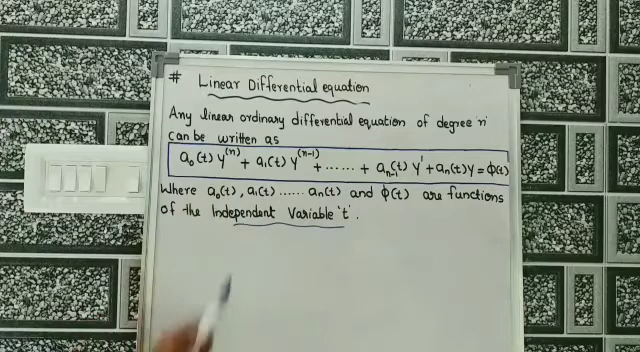 # Linear Differential equation
Any linear ordinary differential equation of degree 'n'
can be written as
a₀(t) y⁽ⁿ⁾ + a₁(t) y⁽ⁿ⁻¹⁾ + ...... + aₙ₋₁(t) y' + aₙ(t) y = ϕ(t)
Where a₀(t), a₁(t) ...... aₙ(t) and ϕ(t) are functions
of the Independent Variable 't'.